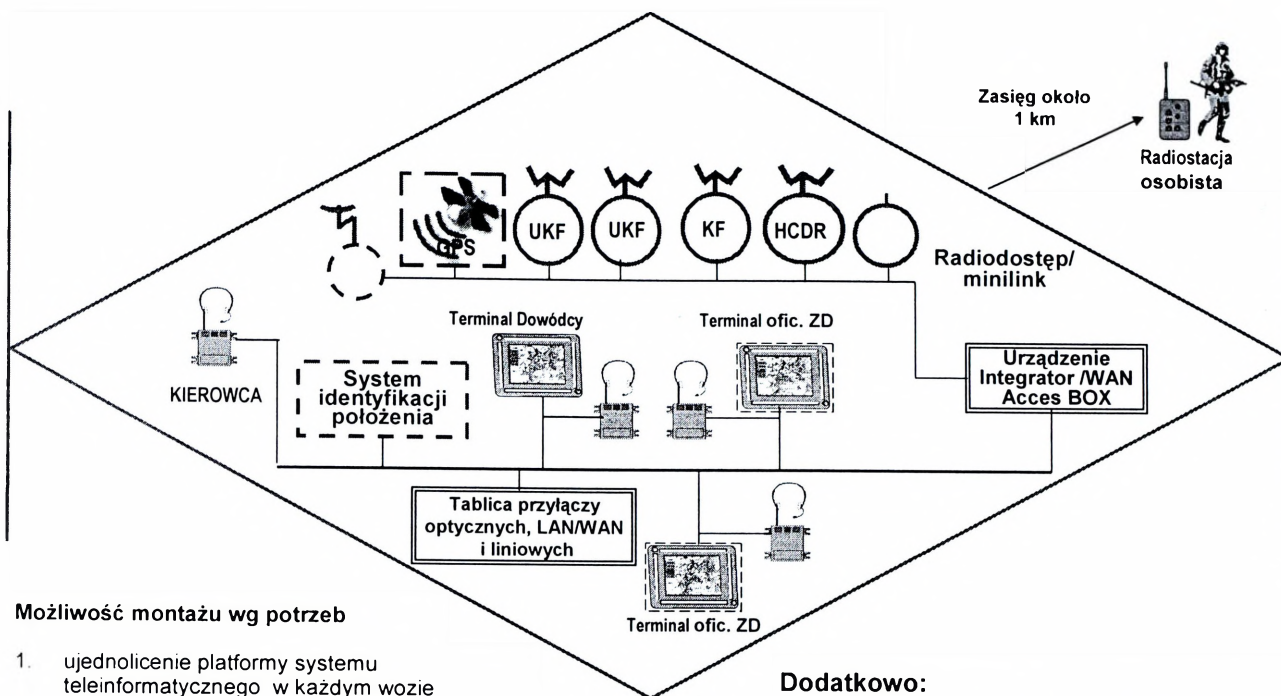 Zasięg około
1 km
Radiostacja
osobista
GPS
UKF
UKF
KF
HCDR
Radiodostęp/
minilink
Terminal Dowódcy
Terminal ofic. ZD
KIEROWCA
System
identyfikacji
położenia
Urządzenie
Integrator /WAN
Acces BOX
Tablica przyłączy
optycznych, LAN/WAN
i liniowych
Terminal ofic. ZD
Możliwość montażu wg potrzeb
1. ujednolicenie platformy systemu
teleinformatycznego w każdym wozie
Dodatkowo: